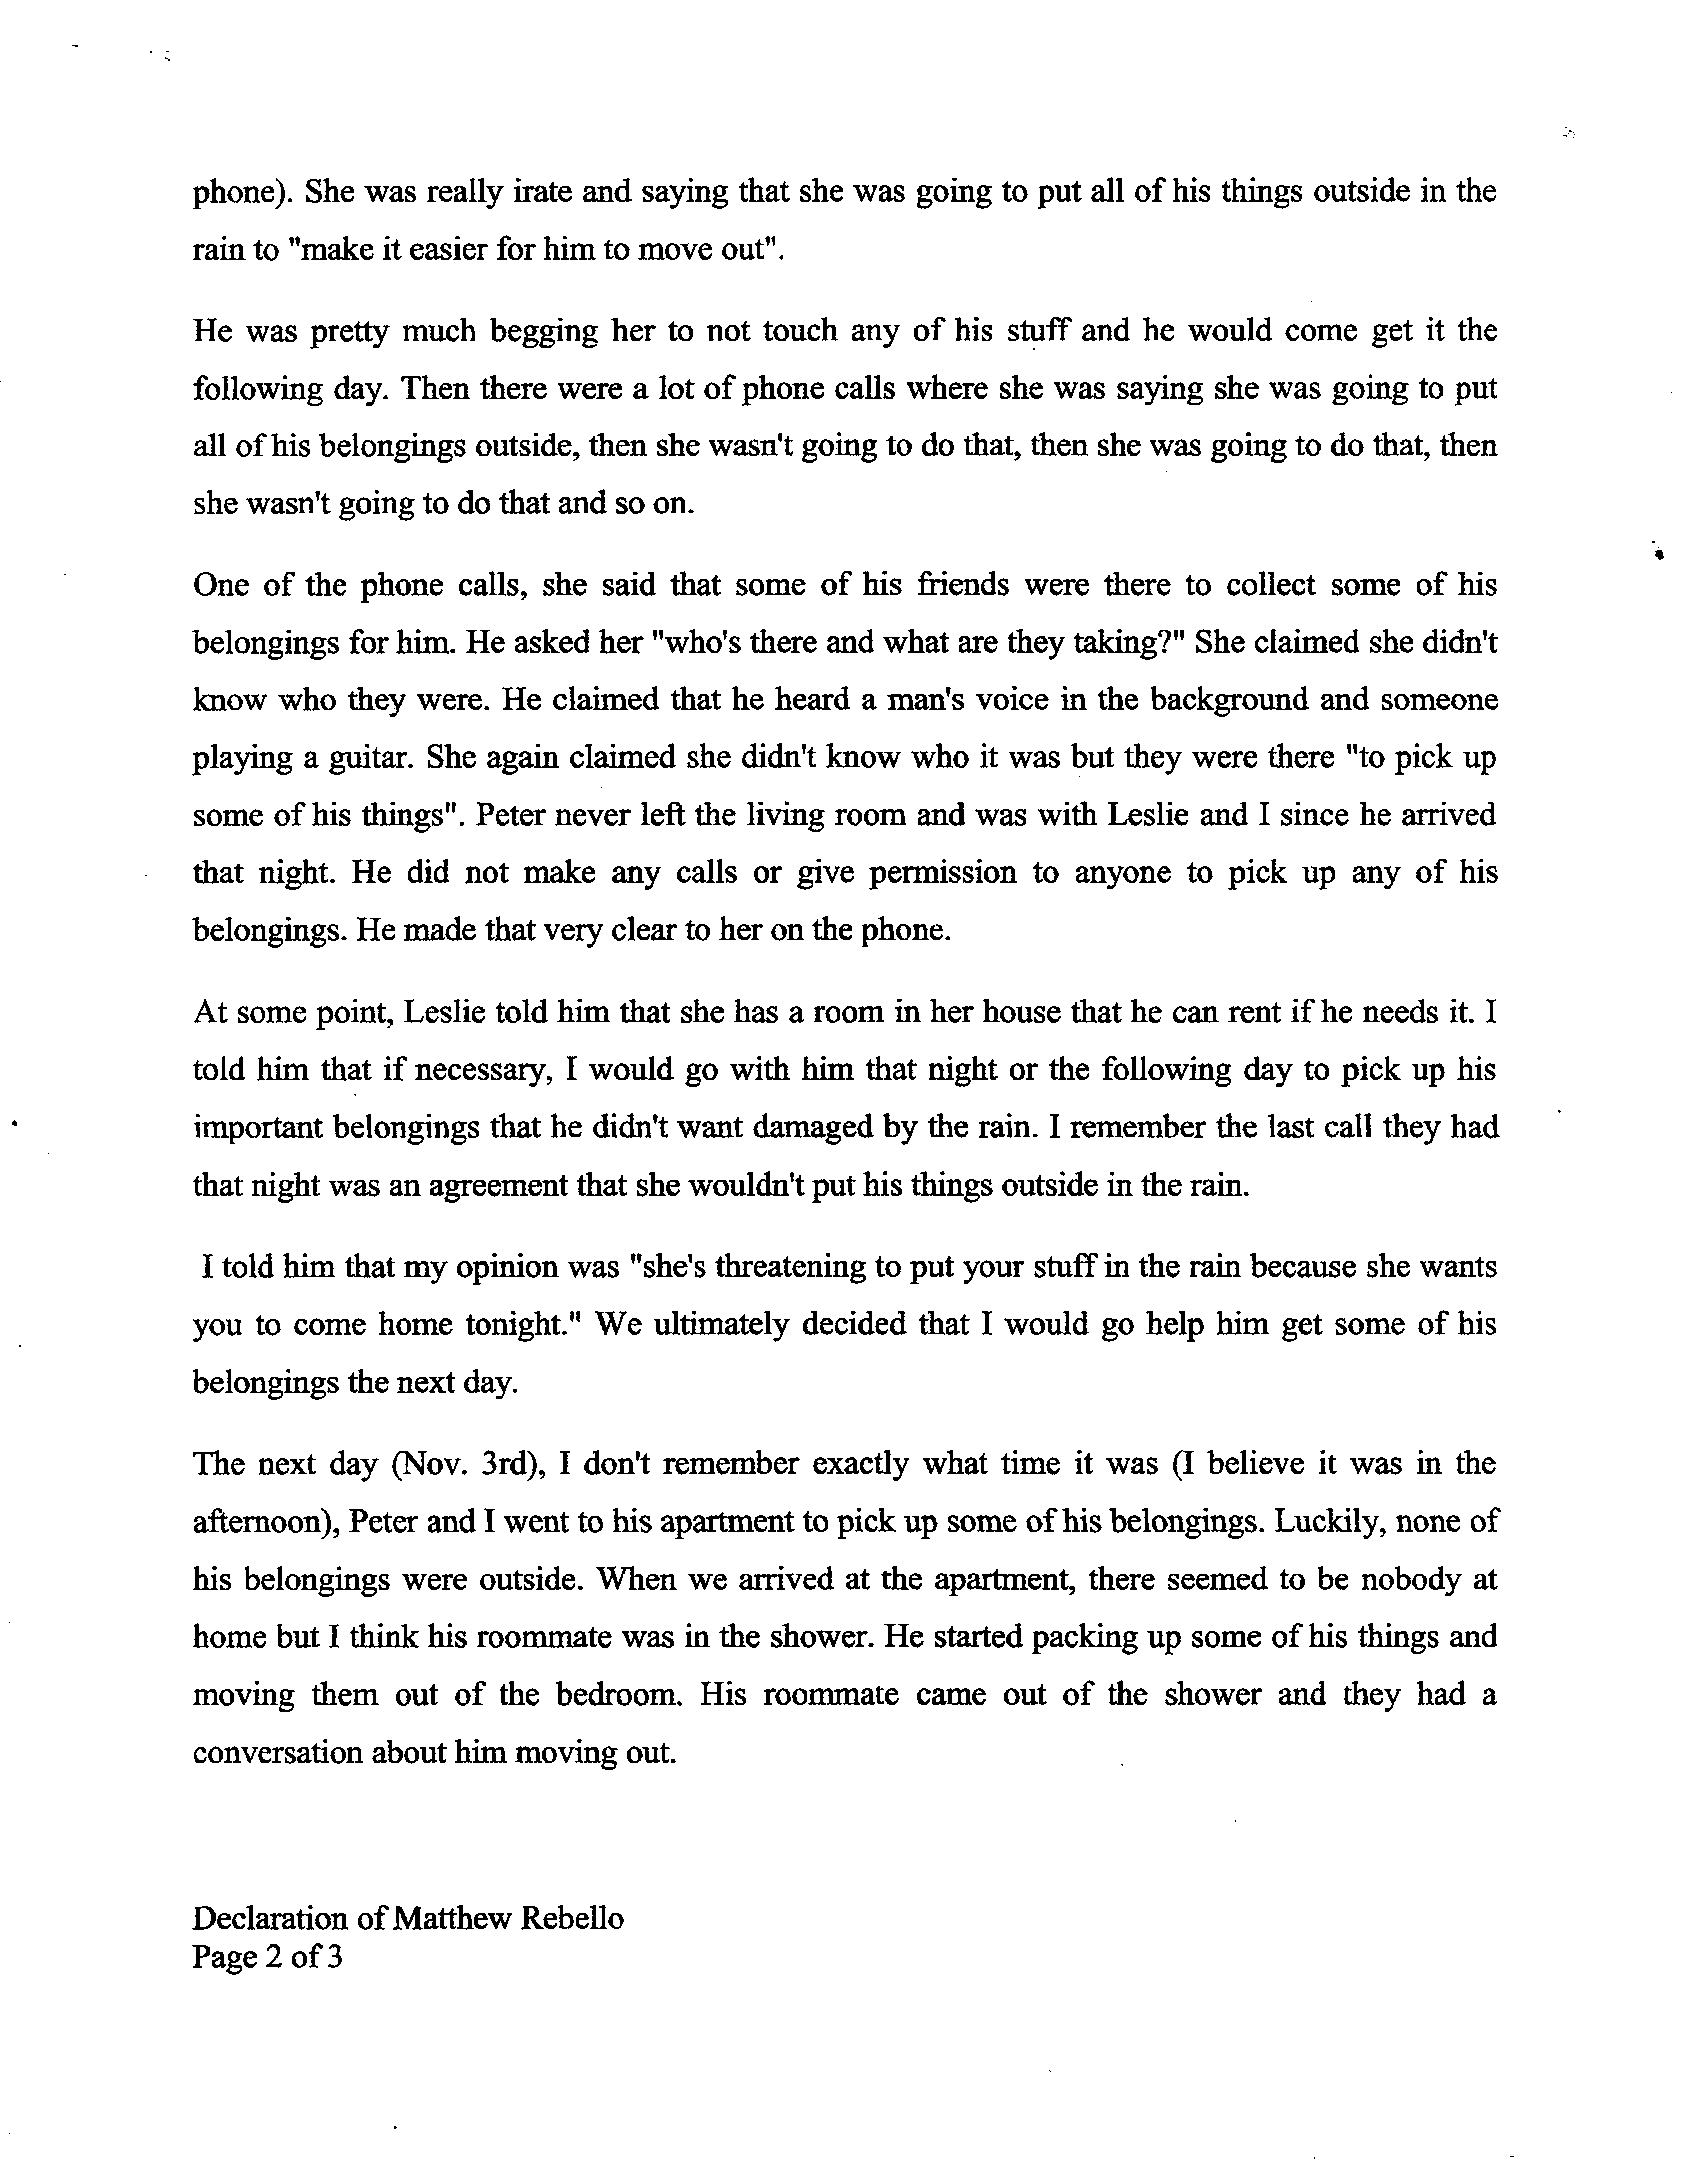 phone). She was really irate and saying that she was going to put all of his things outside in the
rain to "make it easier for him to move out".
He was pretty much begging her to not touch any of his stuff and he would come get it the
following day. Then there were a lot of phone calls where she was saying she was going to put
all of his belongings outside, then she wasn't going to do that, then she was going to do that, then
she wasn't going to do that and so on.
One of the phone calls, she said that some of his friends were there to collect some of his
belongings for him. He asked her "who's there and what are they taking?" She claimed she didn't
know who they were. He claimed that he heard a man's voice in the background and someone
playing a guitar. She again claimed she didn't know who it was but they were there "to pick up
some of his things". Peter never left the living room and was with Leslie and I since he arrived
that night. He did not make any calls or give permission to anyone to pick up any of his
belongings. He made that very clear to her on the phone.
At some point, Leslie told him that she has a room in her house that he can rent if he needs it. I
told him that if necessary, I would go with him that night or the following day to pick up his
important belongings that he didn't want damaged by the rain. I remember the last call they had
that night was an agreement that she wouldn't put his things outside in the rain.
I told him that my opinion was "she's threatening to put your stuff in the rain because she wants
you to come home tonight." We ultimately decided that I would go help him get some of his
belongings the next day.
The next day (Nov. 3rd), I don't remember exactly what time it was (I believe it was in the
afternoon), Peter and I went to his apartment to pick up some of his belongings. Luckily, none of
his belongings were outside. When we arrived at the apartment, there seemed to be nobody at
home but I think his roommate was in the shower. He started packing up some of his things and
moving them out of the bedroom. His roommate came out of the shower and they had a
conversation about him moving out.
Declaration of Matthew Rebello
Page 2 of 3